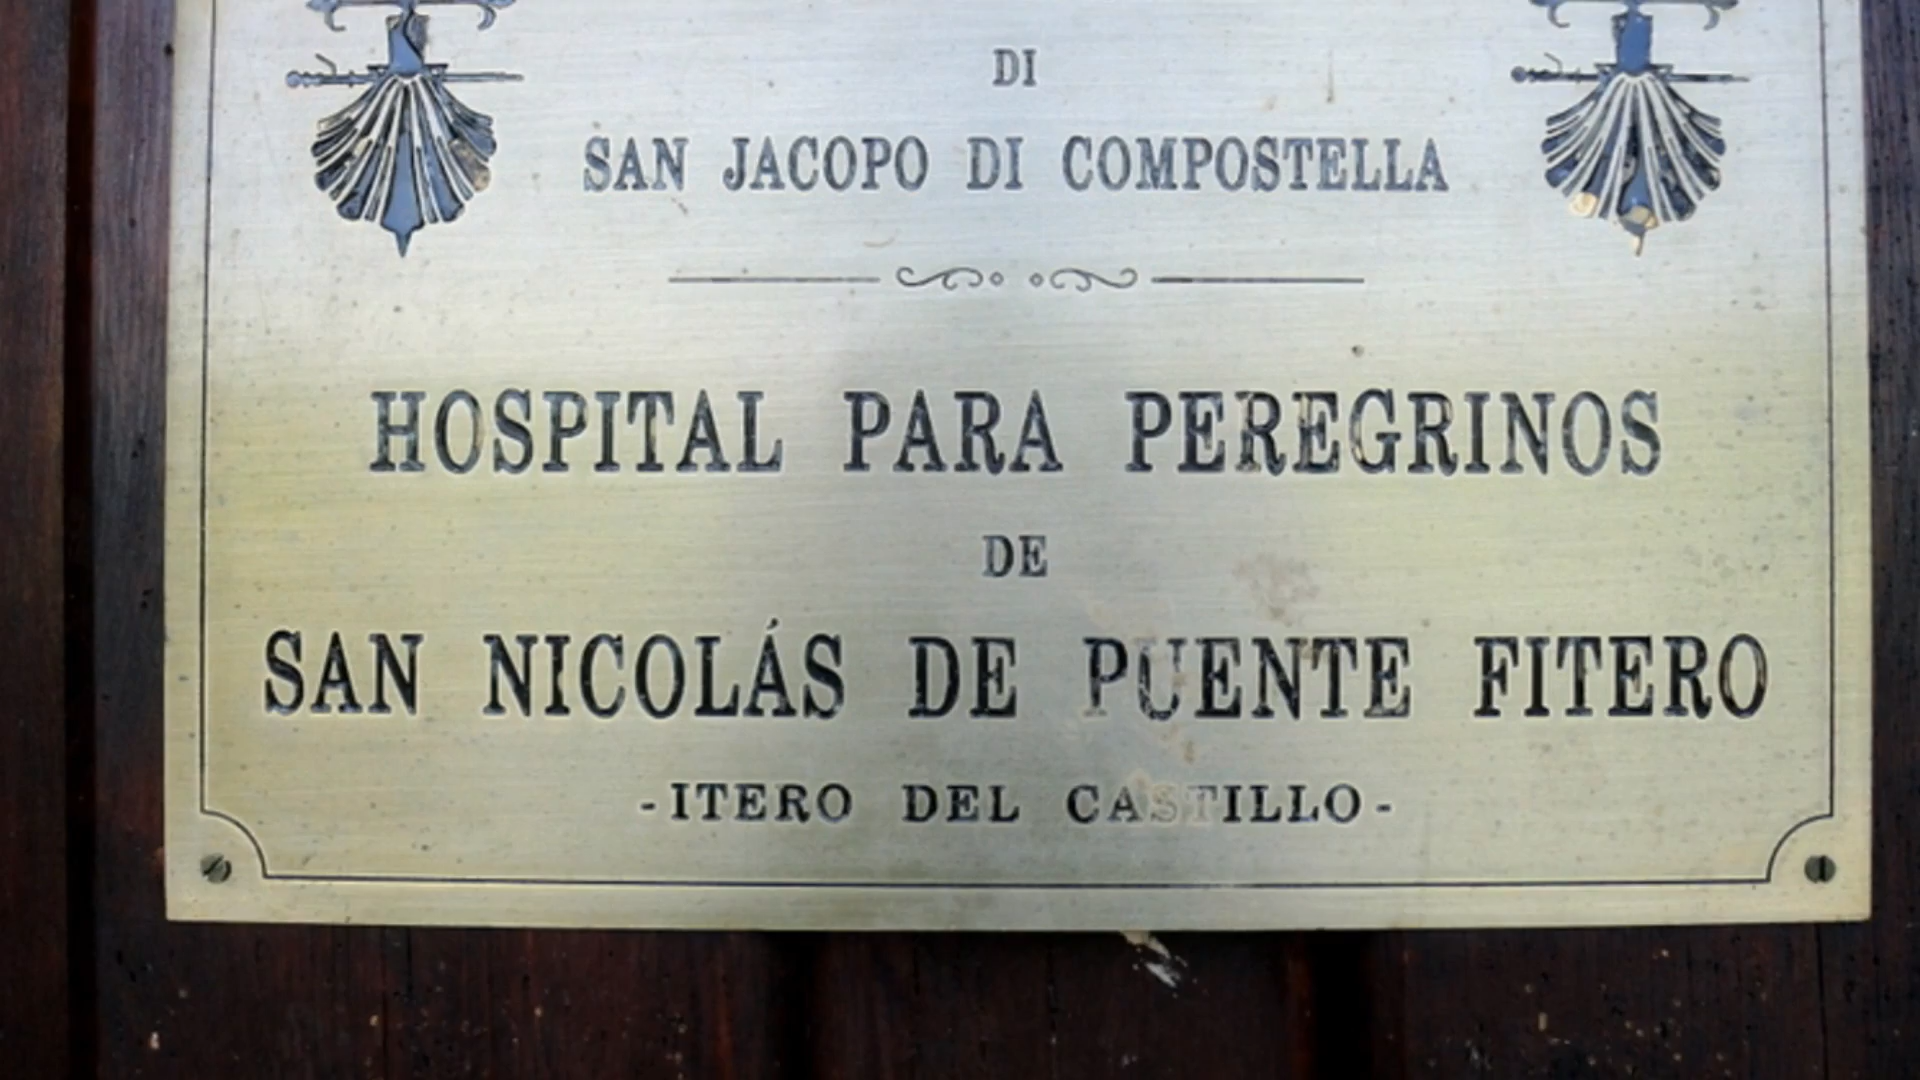 DI
SAN JACOPO DI COMPOSTELLA
HOSPITAL PARA PEREGRINOS
DE
SAN NICOLÁS DE PUENTE FITERO
-ITERO DEL CASTILLO-